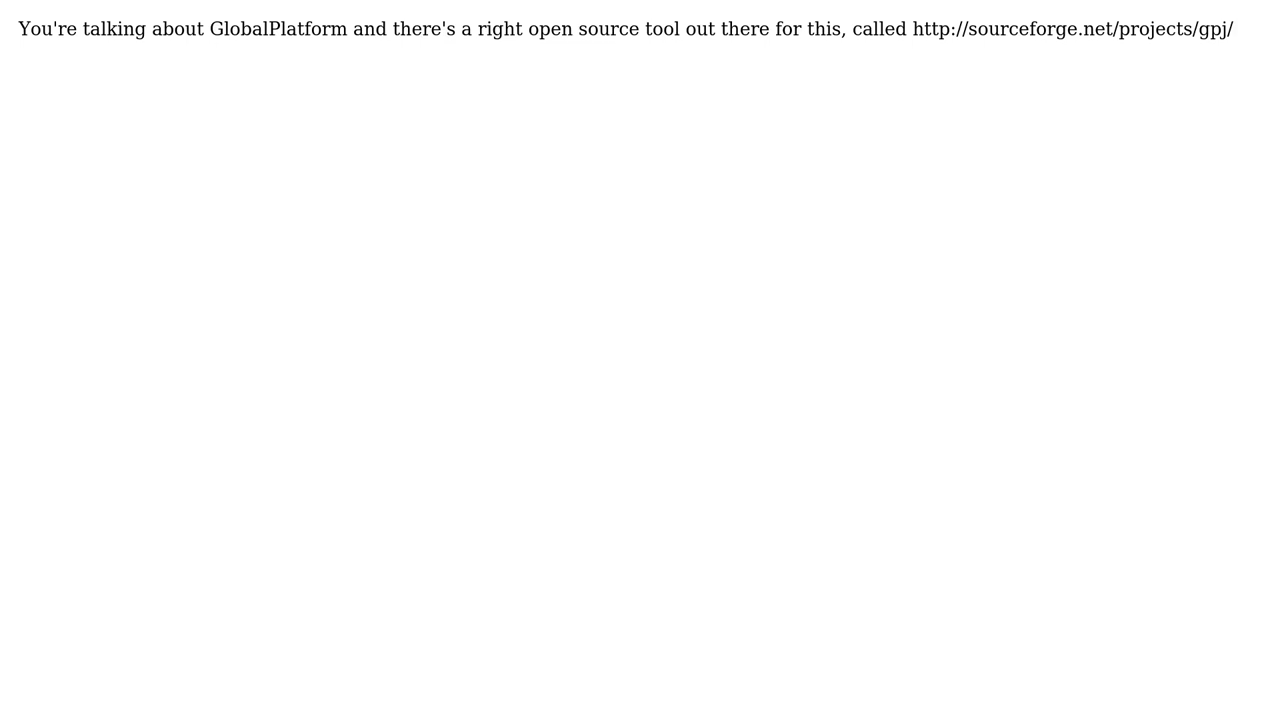 You're talking about GlobalPlatform and there's a right open source tool out there for this, called http://sourceforge.net/projects/gpj/